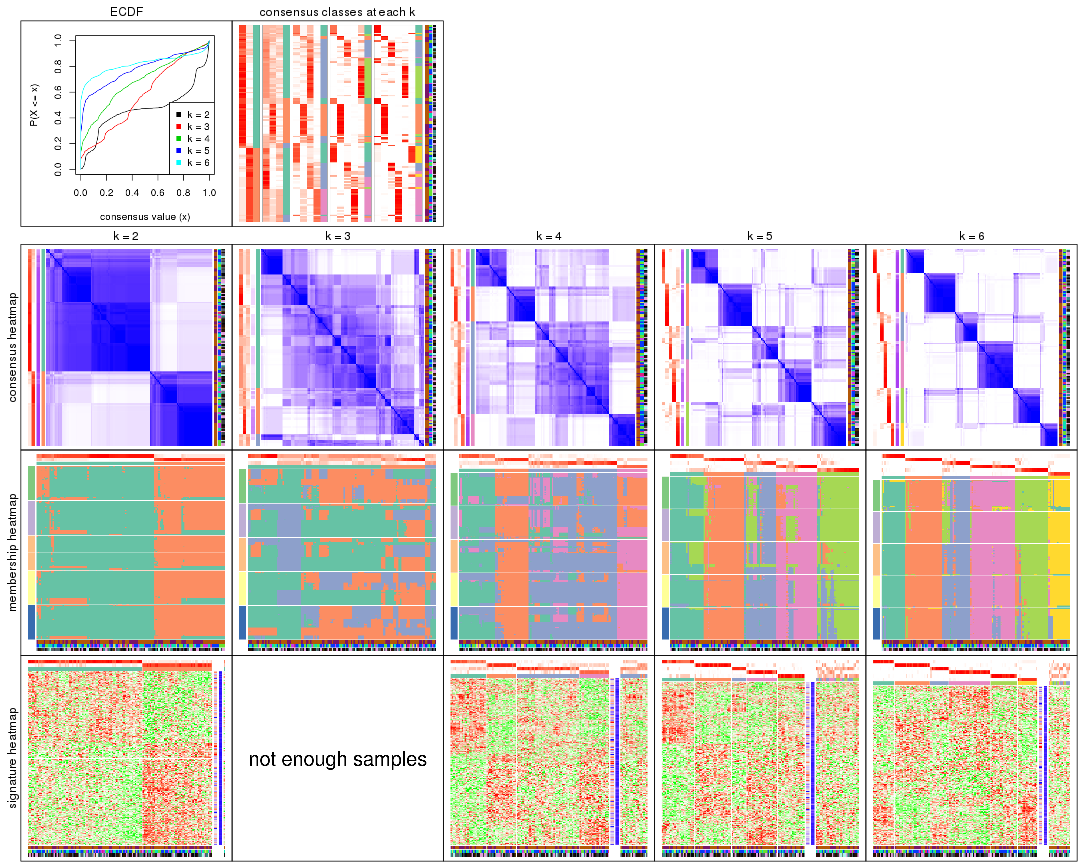 ECDF
consensus classes at each k
P(X <= x)
0.0 0.2 0.4 0.6 0.8 1.0
k = 2
k = 3
k = 4
k = 5
k = 6
0.0 0.2 0.4 0.6 0.8 1.0
consensus value (x)
k = 2 k = 3 k = 4 k = 5 k = 6
consensus heatmap
membership heatmap
signature heatmap
not enough samples